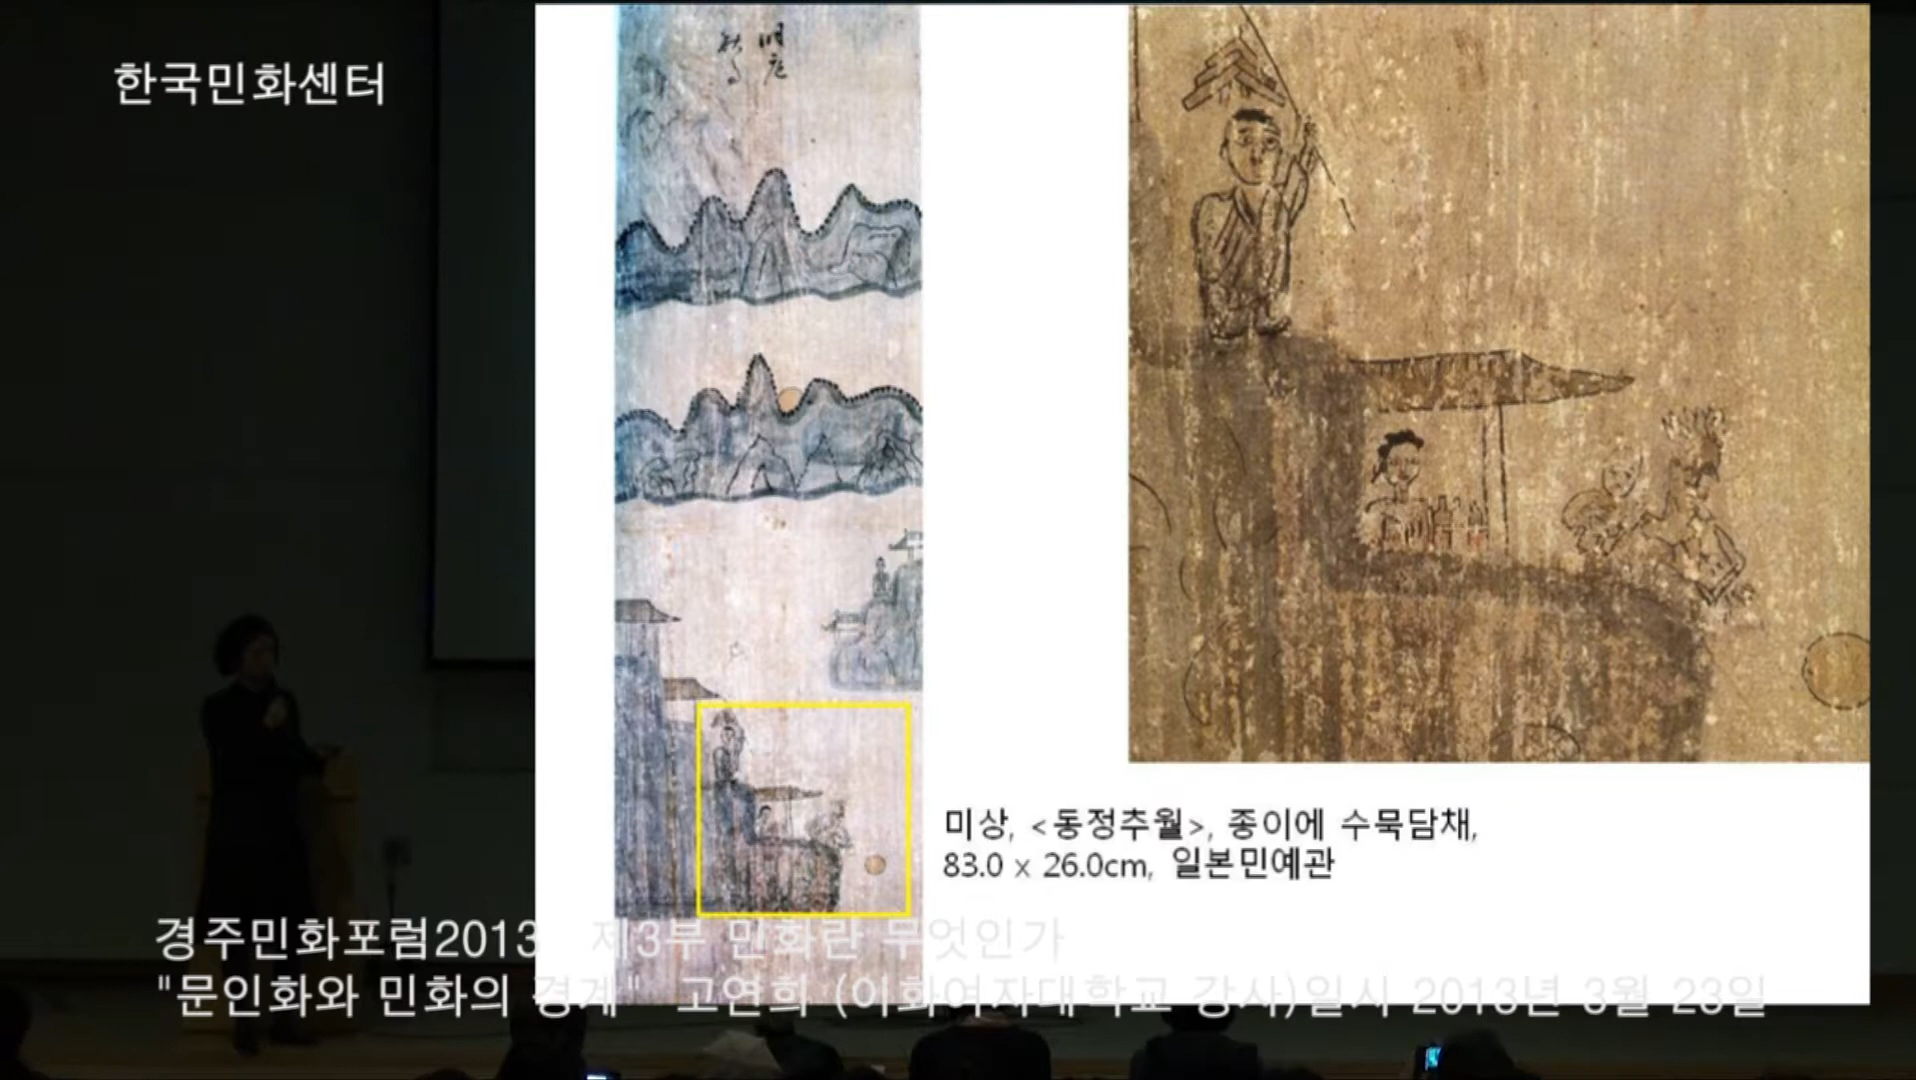 한국민화센터
미상, <동정추월>, 종이에 수묵담채,
83.0 x 26.0cm, 일본민예관
경주민화포럼2013 제3부 민화란 무엇인가
"문인화와 민화의 경계" 고연희 (이화여자대학교 강사)일시 2013년 3월 23일